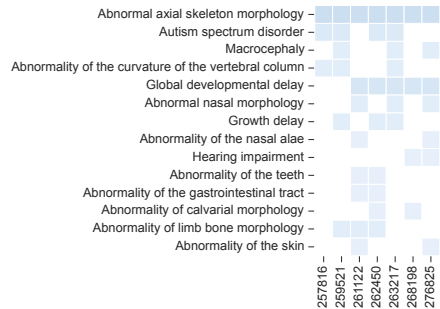 Abnormal axial skeleton morphology
Autism spectrum disorder
Macrocephaly
Abnormality of the curvature of the vertebral column
Global developmental delay
Abnormal nasal morphology
Growth delay
Abnormality of the nasal alae
Hearing impairment
Abnormality of the teeth
Abnormality of the gastrointestinal tract
Abnormality of calvarial morphology
Abnormality of limb bone morphology
Abnormality of the skin
257816
259521
261122
262450
263217
268198
276825